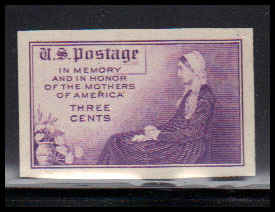 U.S. Postage
IN MEMORY
AND IN HONOR
OF THE MOTHERS
OF AMERICA
THREE
CENTS